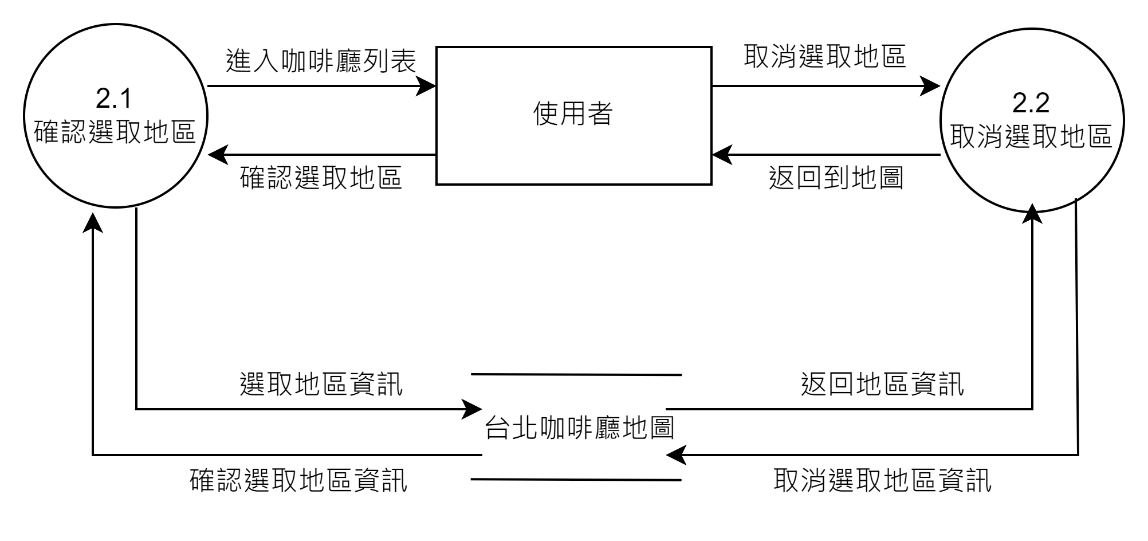 進入咖啡廳列表
取消選取地區
2.1
確認選取地區
使用者
2.2
取消選取地區
確認選取地區
返回到地圖
選取地區資訊
返回地區資訊
台北咖啡廳地圖
確認選取地區資訊
取消選取地區資訊